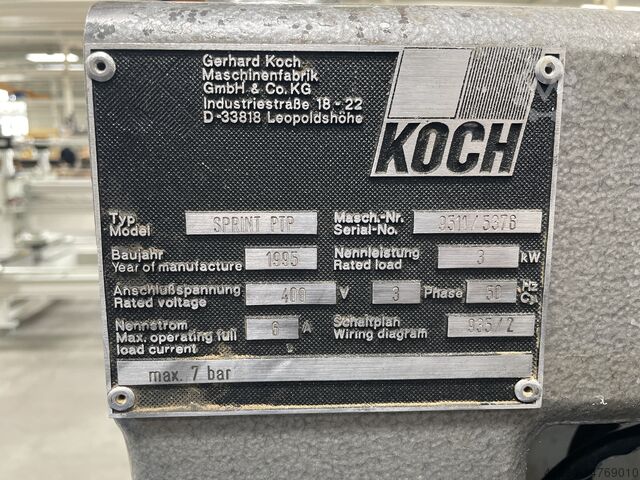 Gerhard Koch
Maschinenfabrik
GmbH & Co. KG
Industriestraße 18-22
D-33818 Leopoldshöhe
KOCH
Typ
Model
SPRINT PTP
Masch.-Nr.
Serial-No.
9511/5376
Baujahr
Year of manufacture
1995
Nennleistung
Rated load
3 kW
Anschlußspannung
Rated voltage
400 V
3 Phase
50 Hz
Nennstrom
Max. operating full
load current
6 A
Schaltplan
Wiring diagram
935/2
max. 7 bar